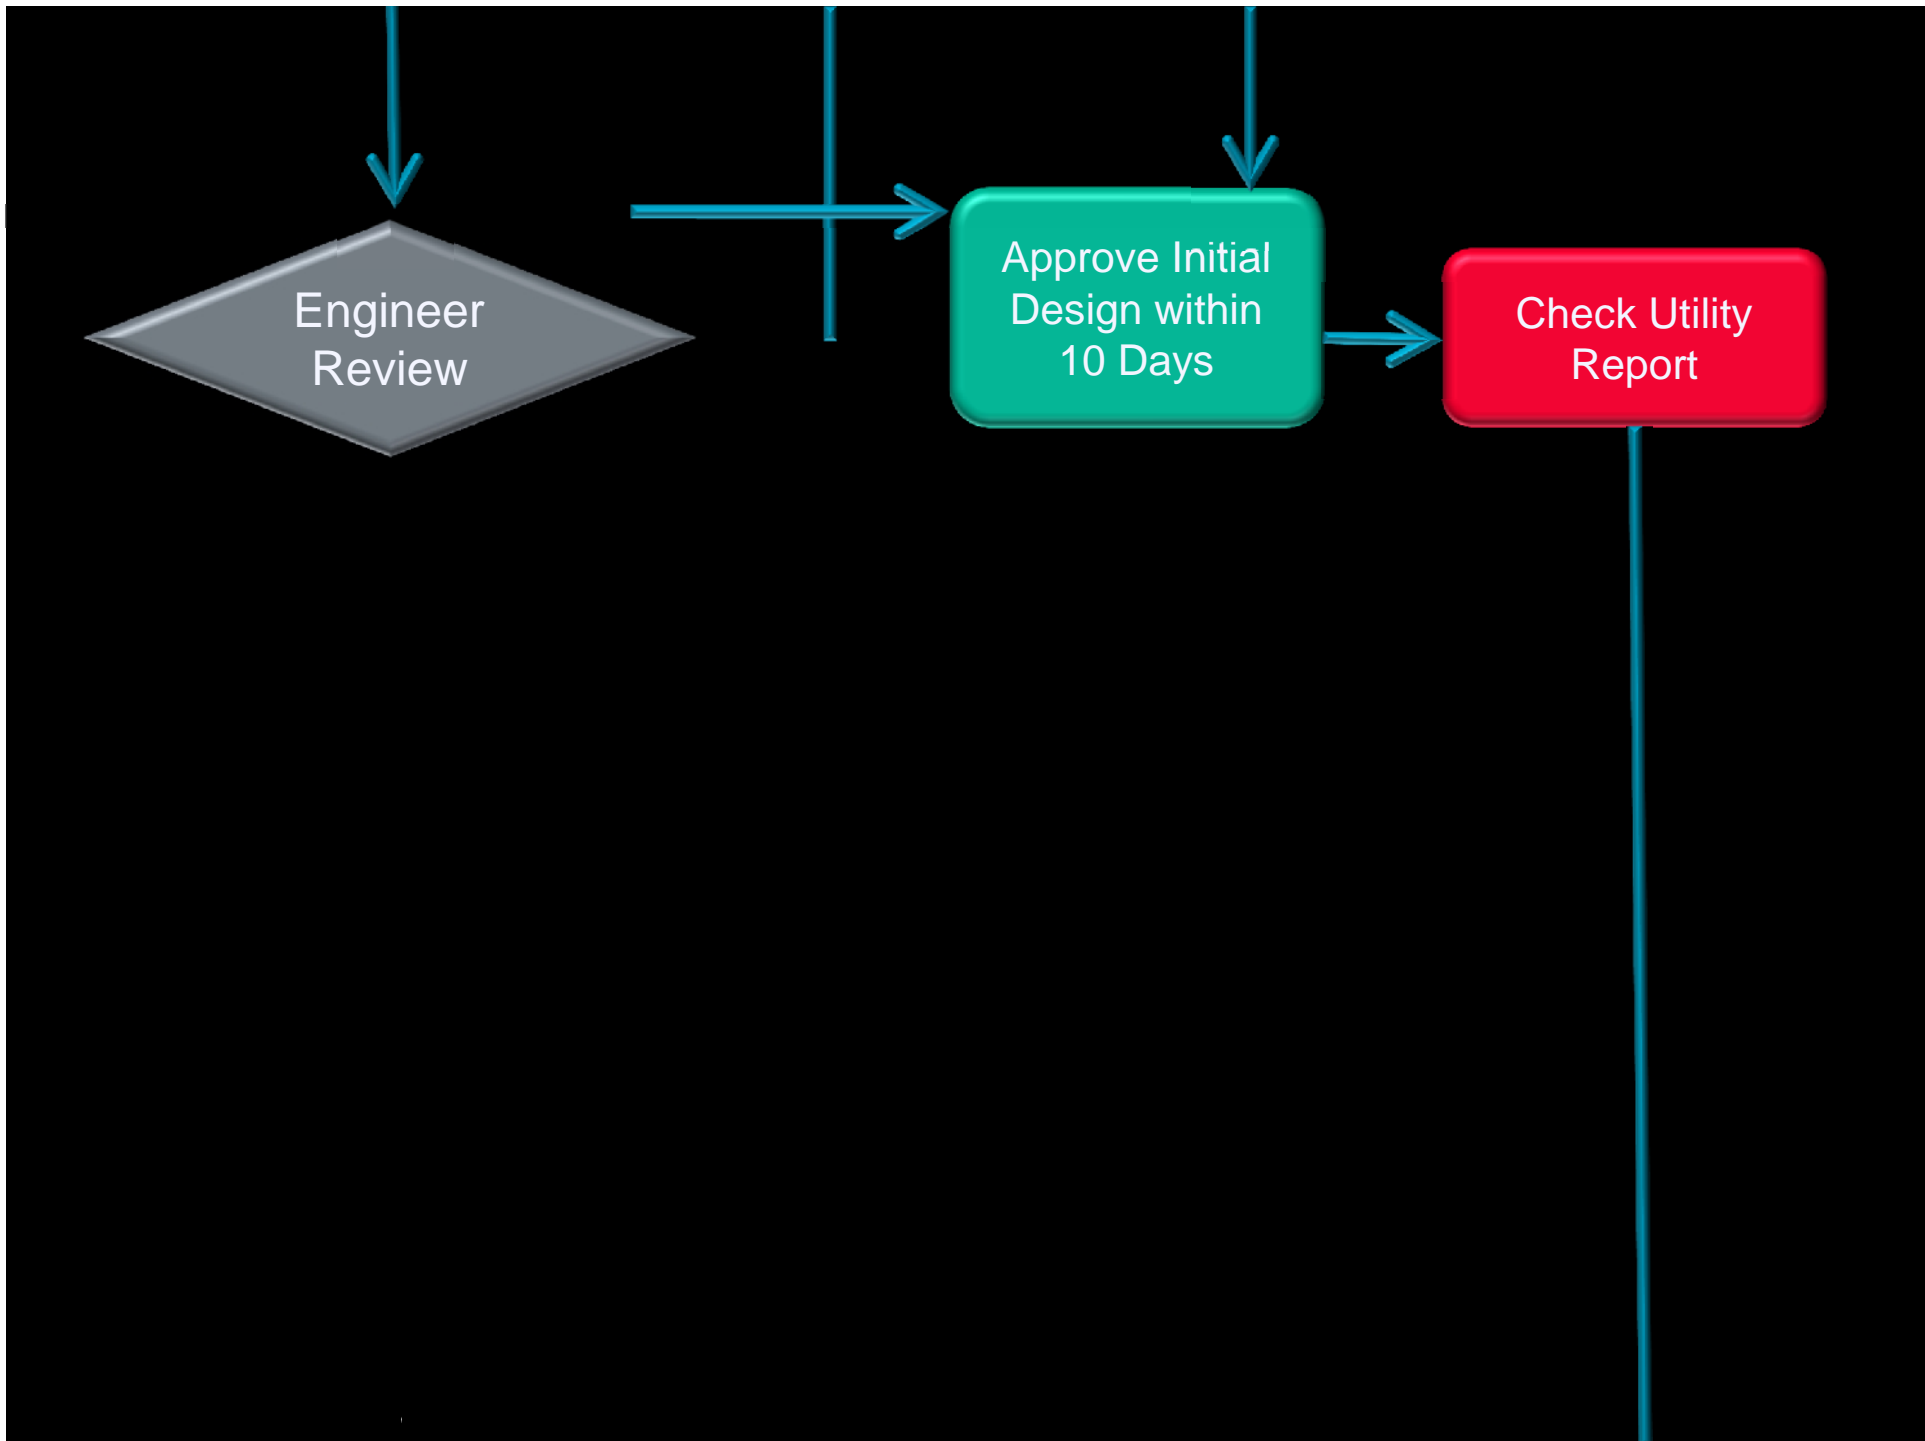 Engineer
Review
Approve Initial
Design within
10 Days
Check Utility
Report